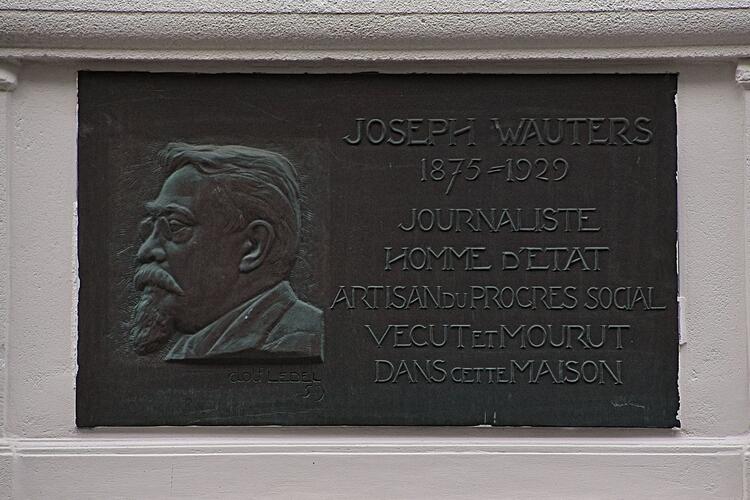 JOSEPH WAUTERS
1875=1929
JOURNALISTE
HOMME D'ETAT
ARTISAN DU PROGRES SOCIAL
VECUT ET MOURUT
DANS CETTE MAISON